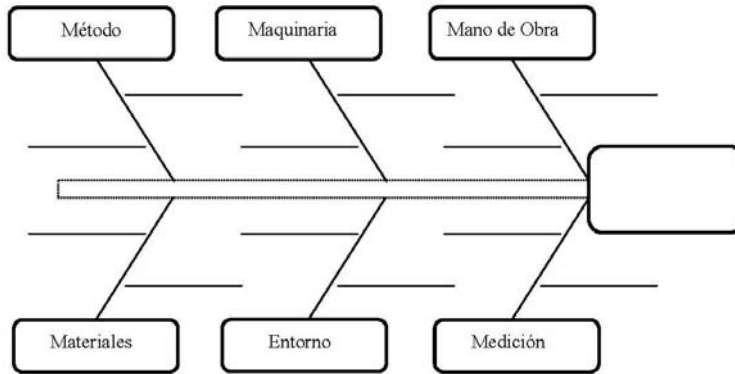 Método
Maquinaria
Mano de Obra
Materiales
Entorno
Medición